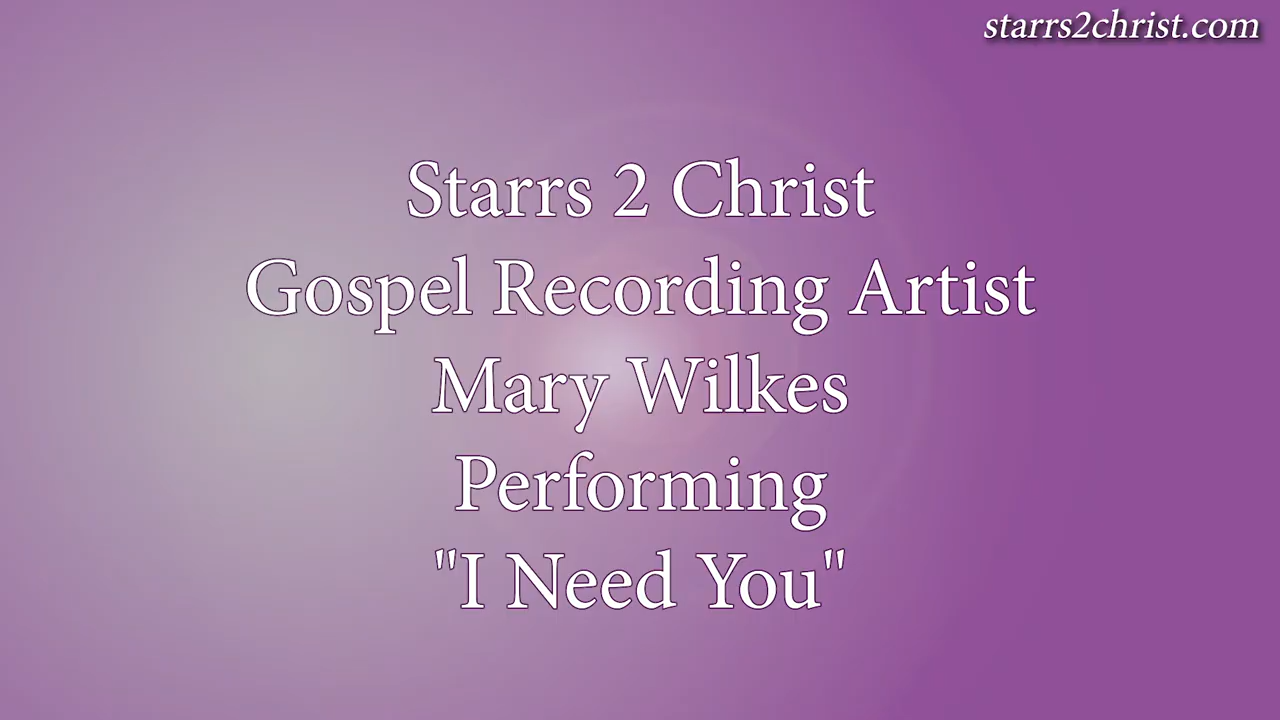 starrs2christ.com
Starrs 2 Christ
Gospel Recording Artist
Mary Wilkes
Performing
"I Need You"